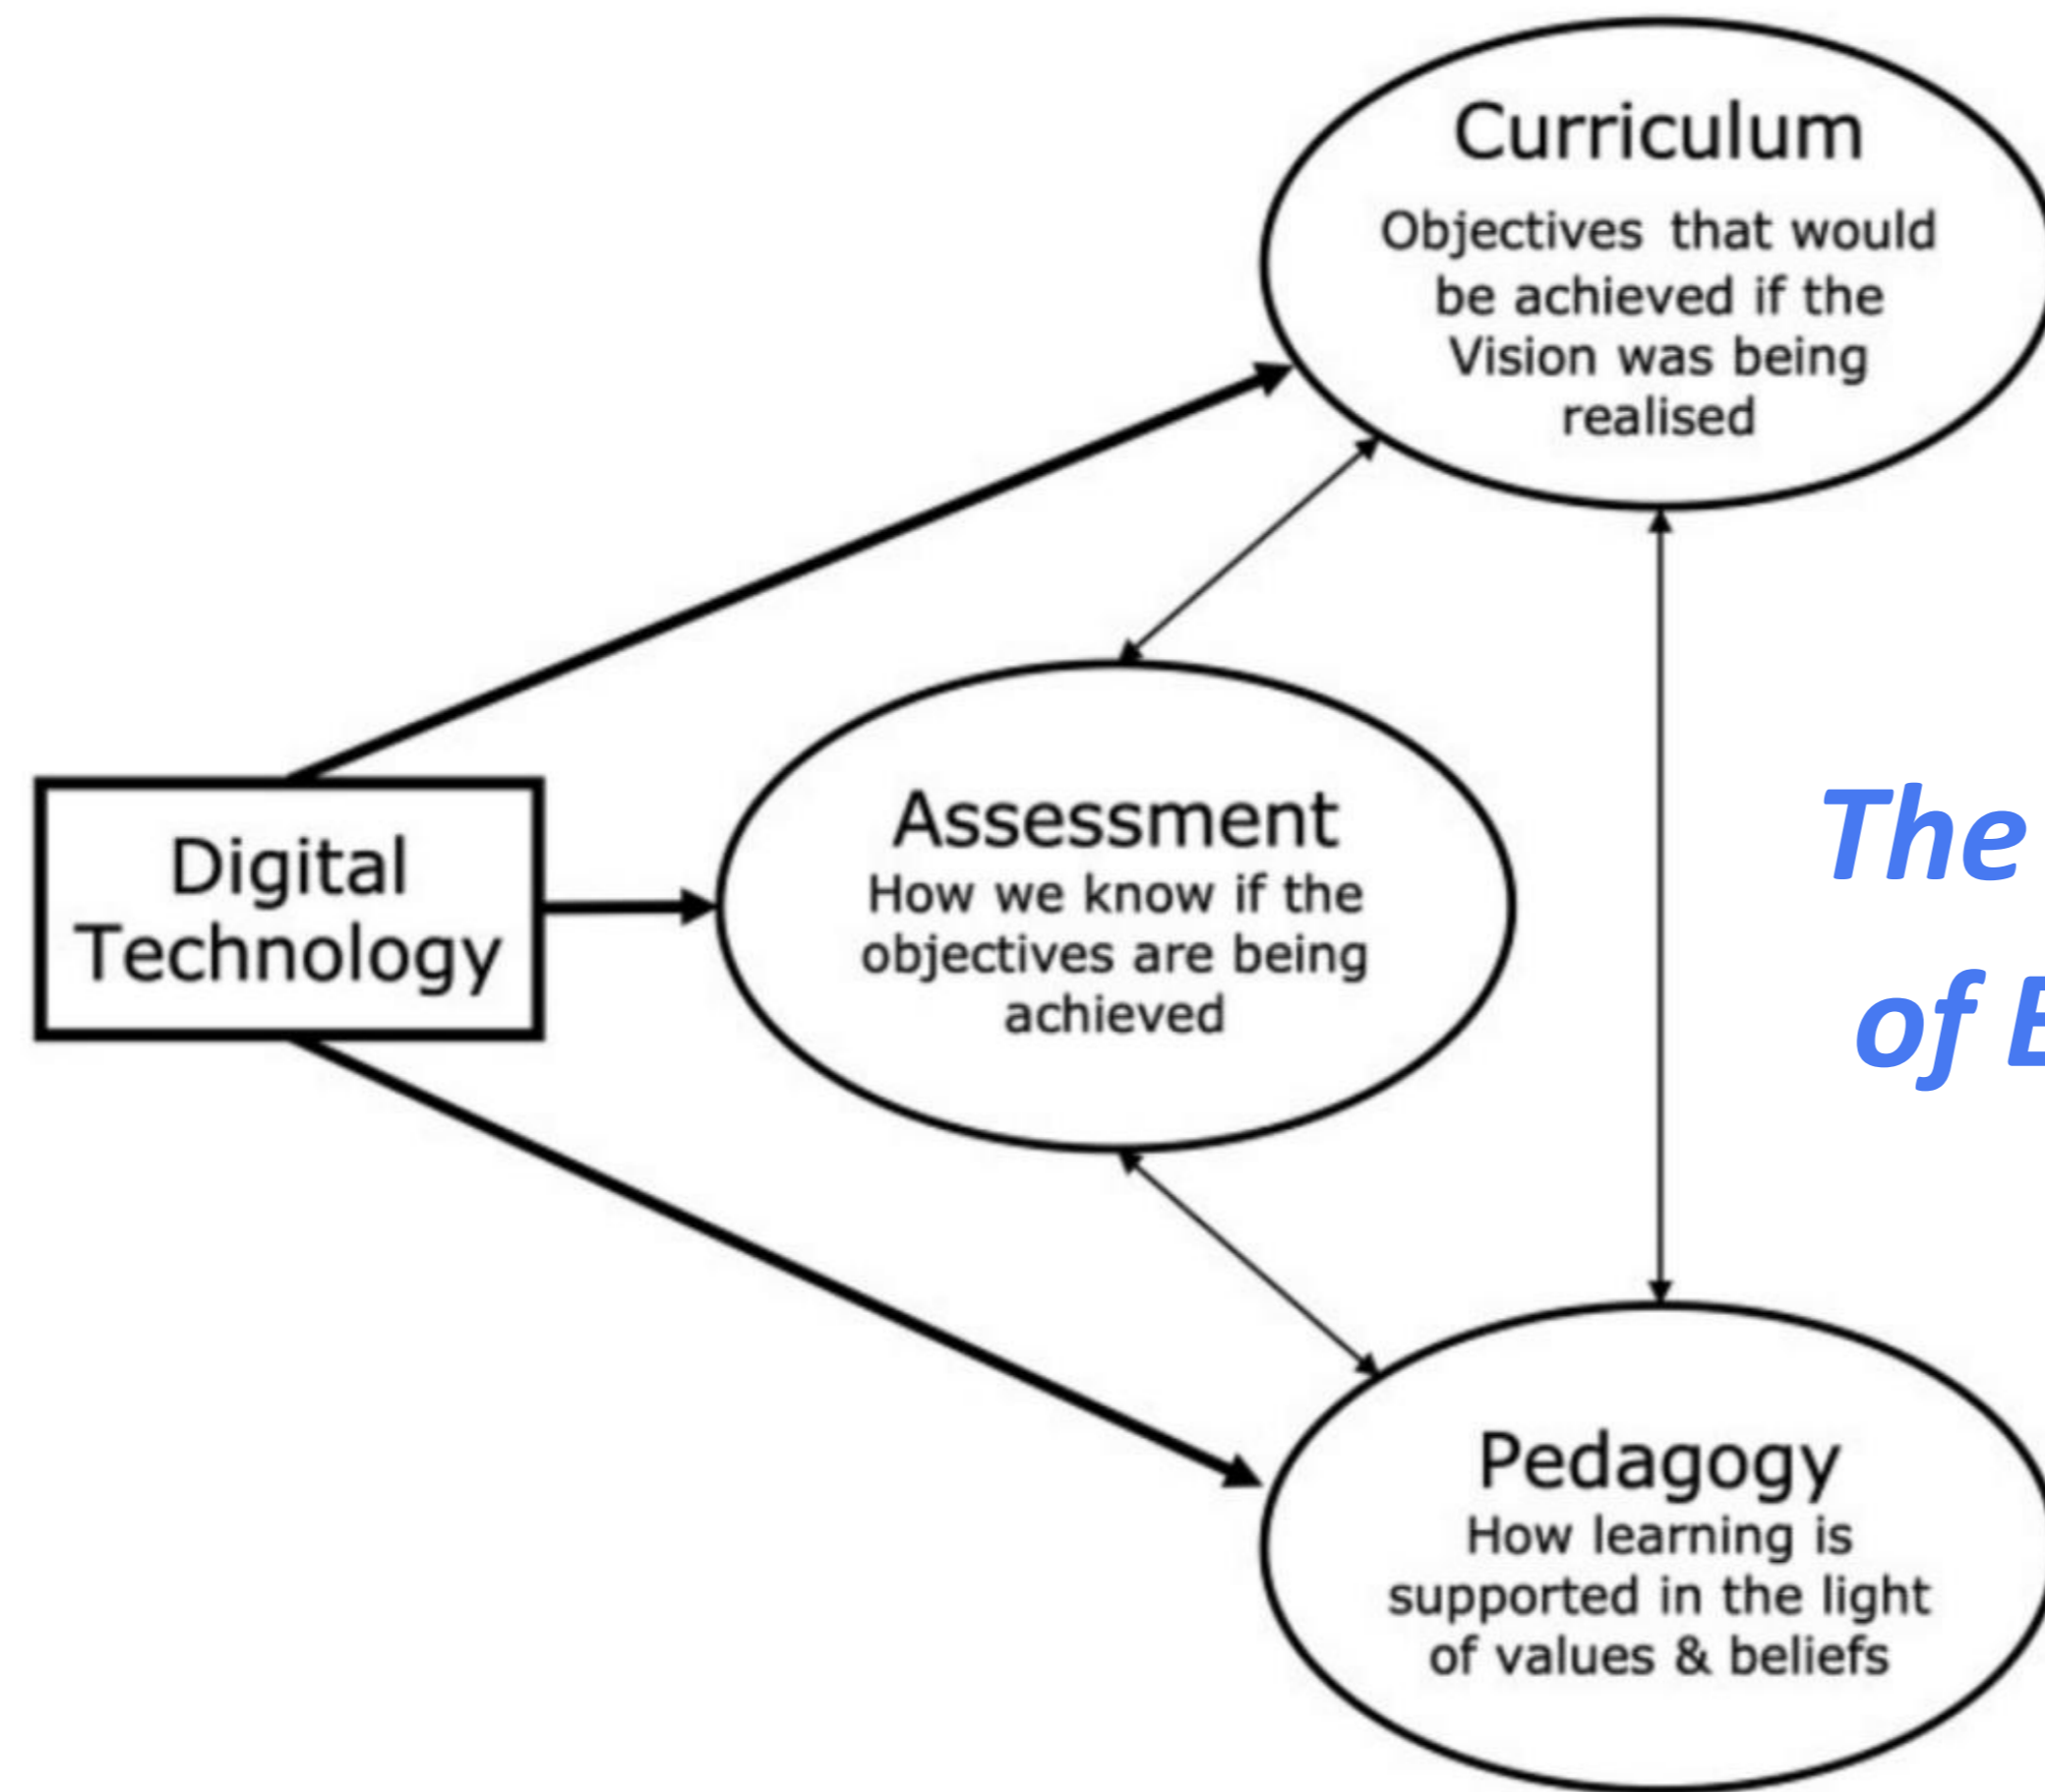 Curriculum
Objectives that would
be achieved if the
Vision was being
realised
Digital
Technology
Assessment
How we know if the
objectives are being
achieved
The
of
Pedagogy
How learning is
supported in the light
of values & beliefs